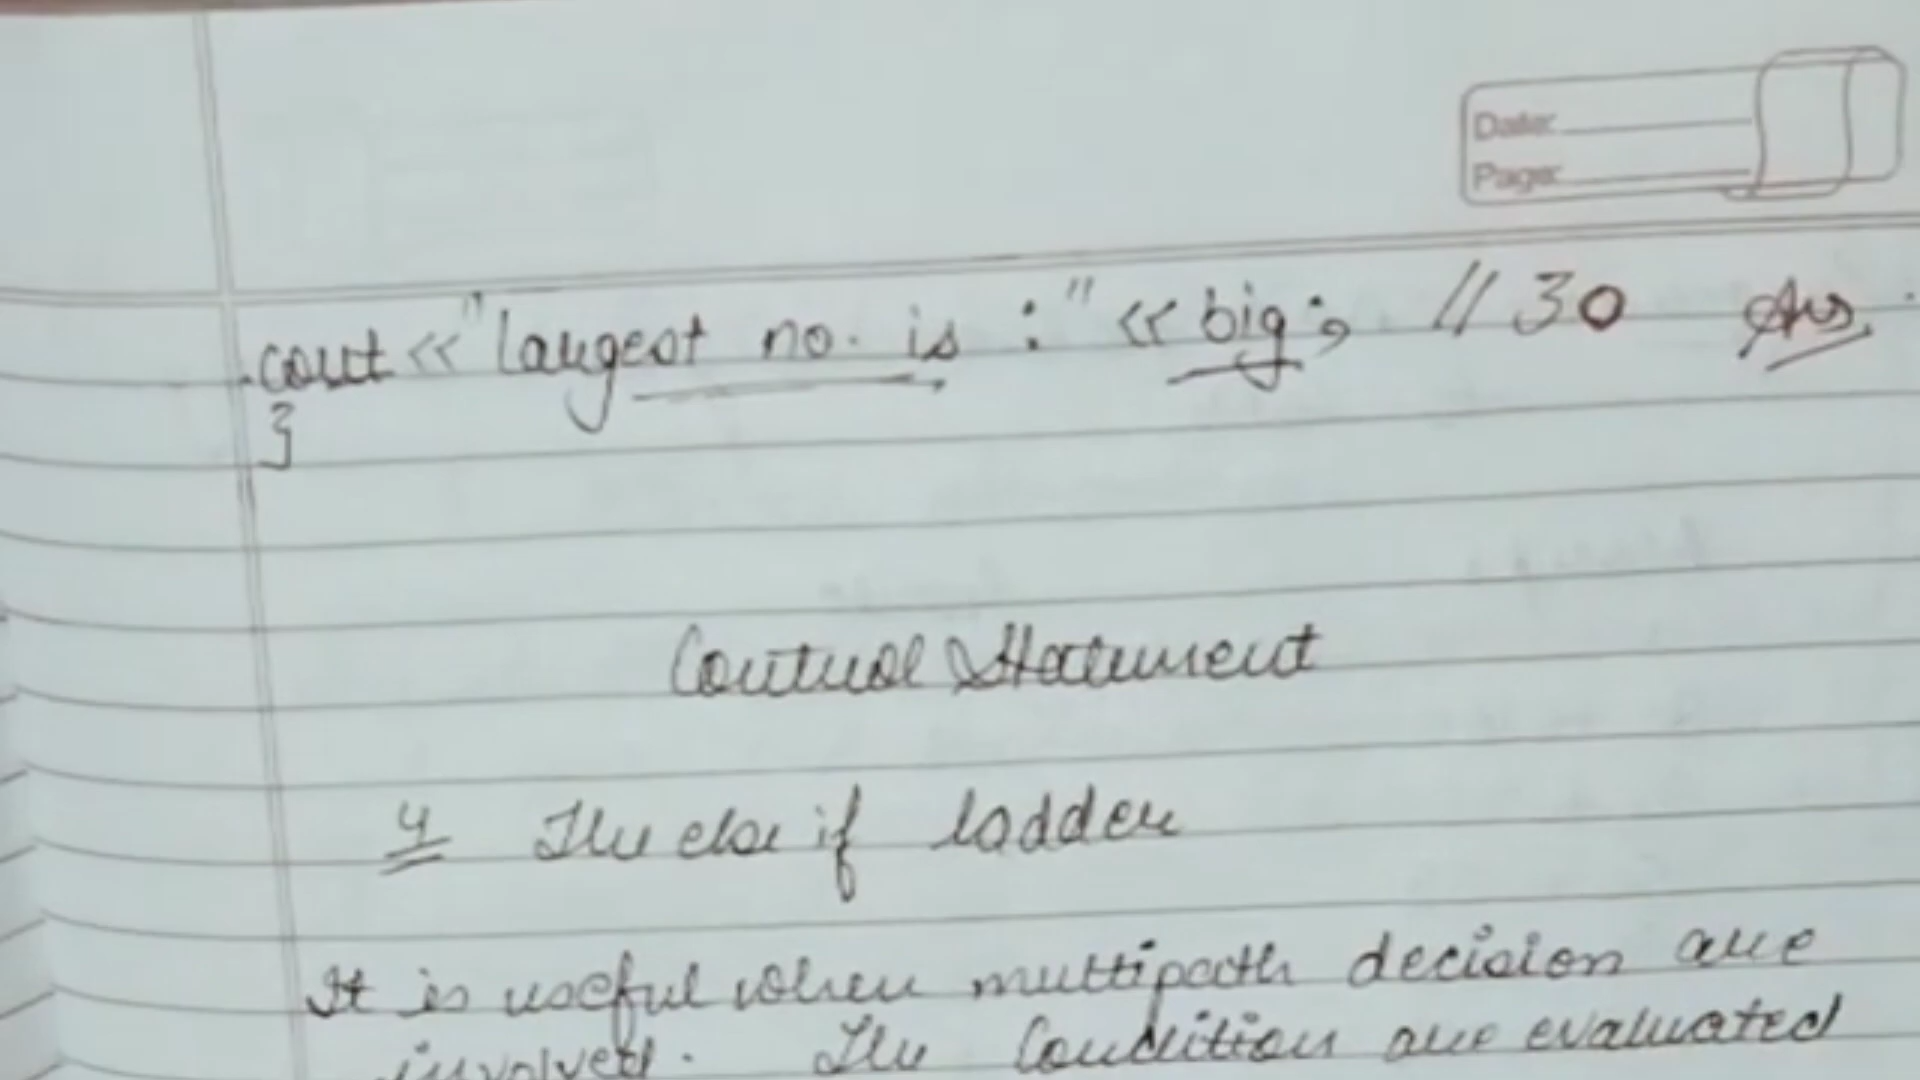 Date:
Page:
cout << "largest no. is : " << big; // 30 Ans.
}
Control Statement
4 The else if ladder
It is useful when multipath decision are
involved. The Condition are evaluated